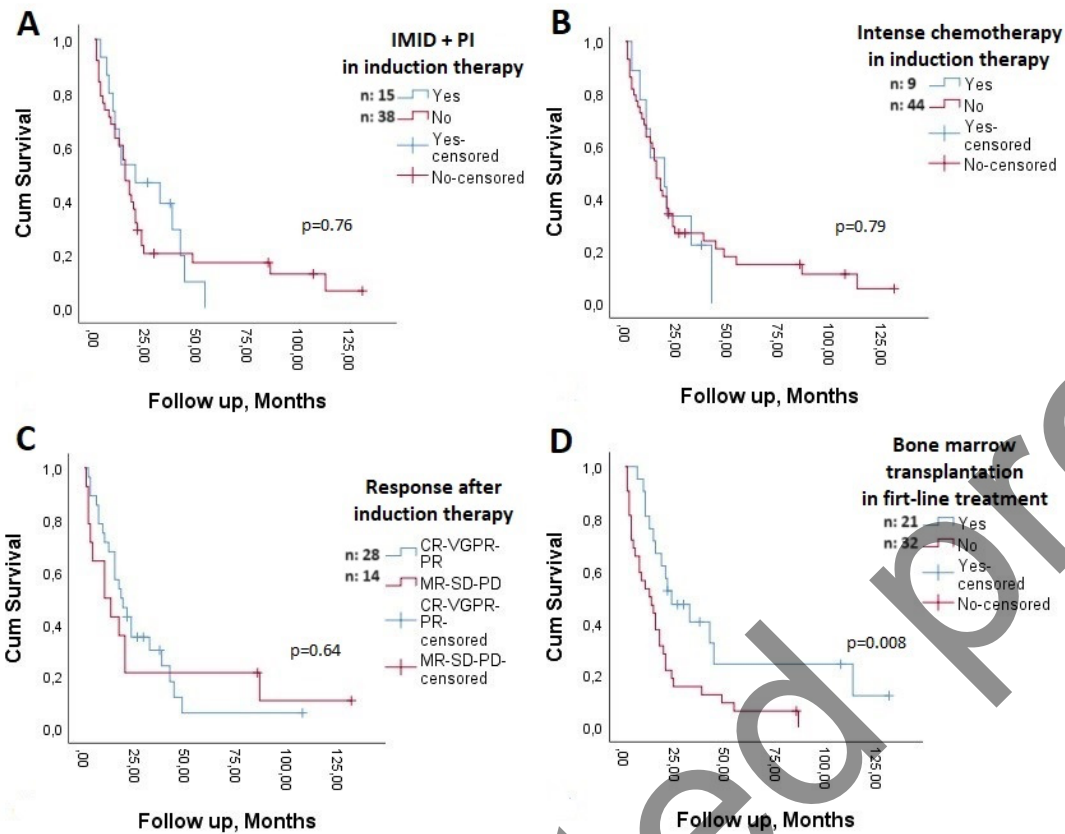 A
IMID + PI
in induction therapy
n: 15 Yes
n: 38 No
Yes-
censored
No-censored
p=0.76
Cum Survival
1,0
0,8
0,6
0,4
0,2
0,0
,00
25,00
50,00
75,00
100,00
125,00
Follow up, Months
B
Intense chemotherapy
in induction therapy
n: 9 Yes
n: 44 No
Yes-
censored
No-censored
p=0.79
Cum Survival
1,0
0,8
0,6
0,4
0,2
0,0
,00
25,00
50,00
75,00
100,00
125,00
Follow up, Months
C
Response after
induction therapy
n: 28 CR-VGPR-
PR
n: 14 MR-SD-PD
CR-VGPR-
PR-
censored
MR-SD-PD-
censored
p=0.64
Cum Survival
1,0
0,8
0,6
0,4
0,2
0,0
,00
25,00
50,00
75,00
100,00
125,00
Follow up, Months
D
Bone marrow
transplantation
in firt-line treatment
n: 21 Yes
n: 32 No
Yes-
censored
No-censored
p=0.008
Cum Survival
1,0
0,8
0,6
0,4
0,2
0,0
,00
25,00
50,00
75,00
100,00
125,00
Follow up, Months
ed pr